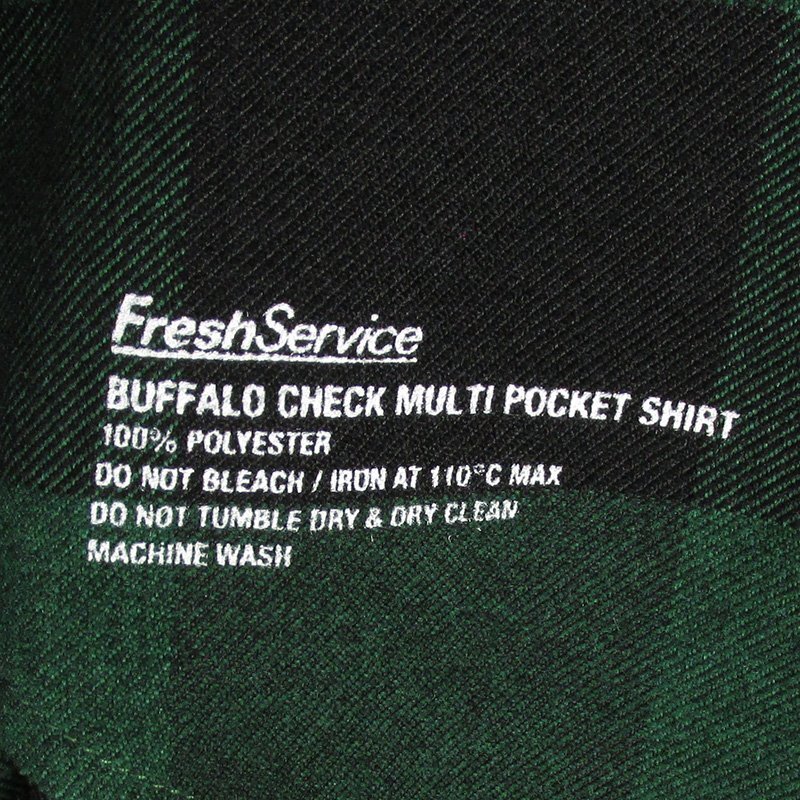 FreshService
BUFFALO CHECK MULTI POCKET SHIRT
100% POLYESTER
DO NOT BLEACH / IRON AT 110°C MAX
DO NOT TUMBLE DRY & DRY CLEAN
MACHINE WASH